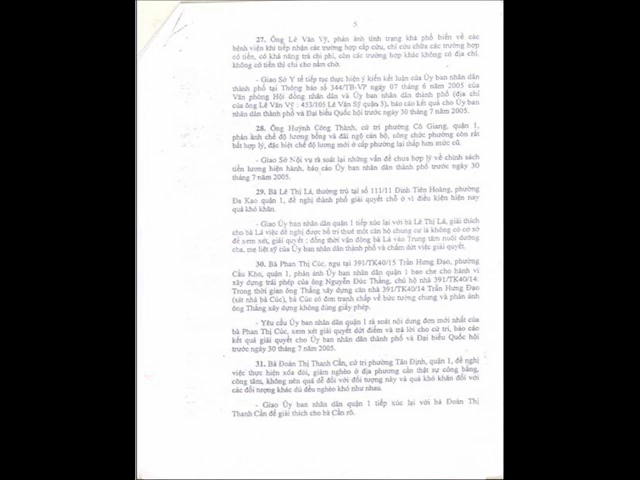 5
27. Ông Lê Văn Vỹ, phản ánh tình trạng khá phổ biến về các
bệnh viện khi tiếp nhận các trường hợp cấp cứu, chỉ cứu chữa các trường hợp
có tiền, có khả năng trả chi phí, còn các trường hợp khác không có địa chỉ,
không có tiền thì chỉ cho nằm chờ.
- Giao Sở Y tế tiếp tục thực hiện ý kiến kết luận của Ủy ban nhân dân
thành phố tại Thông báo số 344/TB-VP ngày 07 tháng 6 năm 2005 của
Văn phòng Hội đồng nhân dân và Ủy ban nhân dân thành phố (địa chỉ
của ông Lê Văn Vỹ : 453/105 Lê Văn Sỹ quận 3), báo cáo kết quả cho Ủy ban
nhân dân thành phố và Đại biểu Quốc hội trước ngày 30 tháng 7 năm 2005.
28. Ông Huỳnh Công Thành, cử tri phường Cô Giang, quận 1,
phản ánh chế độ lương bổng và đãi ngộ cán bộ, công chức phường còn rất
bất hợp lý, đặc biệt chế độ lương mới ở cấp phường lại thấp hơn mức cũ.
- Giao Sở Nội vụ rà soát lại những vấn đề chưa hợp lý về chính sách
tiền lương hiện hành, báo cáo Ủy ban nhân dân thành phố trước ngày 30
tháng 7 năm 2005.
29. Bà Lê Thị Lá, thường trú tại số 111/11 Đinh Tiên Hoàng, phường
Đa Kao quận 1, đề nghị thành phố giải quyết chỗ ở vì điều kiện hiện nay
quá khó khăn.
- Giao Ủy ban nhân dân quận 1 tiếp xúc lại với bà Lê Thị Lá, giải thích
cho bà Lá việc đề nghị được bố trí thuê một căn hộ chung cư là không có cơ sở
để xem xét, giải quyết ; đồng thời vận động bà Lá vào Trung tâm nuôi dưỡng
cha, mẹ liệt sỹ của Ủy ban nhân dân thành phố và chấm dứt việc giải quyết.
30. Bà Phan Thị Cúc, ngụ tại 391/TK40/15 Trần Hưng Đạo, phường
Cầu Kho, quận 1, phản ánh Ủy ban nhân dân quận 1 bao che cho hành vi
xây dựng trái phép của ông Nguyễn Đức Thắng, chủ hộ nhà 391/TK40/14.
Trong thời gian ông Thắng xây dựng căn nhà 391/TK40/14 Trần Hưng Đạo
(sát nhà bà Cúc), bà Cúc có đơn tranh chấp về bức tường chung và phản ánh
ông Thắng xây dựng không đúng giấy phép.
- Yêu cầu Ủy ban nhân dân quận 1 rà soát nội dung đơn mới nhất của
bà Phan Thị Cúc, xem xét giải quyết dứt điểm và trả lời cho cử tri, báo cáo
kết quả giải quyết cho Ủy ban nhân dân thành phố và Đại biểu Quốc hội
trước ngày 30 tháng 7 năm 2005.
31. Bà Đoàn Thị Thanh Cẩn, cử tri phường Tân Định, quận 1, đề nghị
việc thực hiện xóa đói, giảm nghèo ở địa phương cần thật sự công bằng,
công tâm, không nên quá dễ đối với đối tượng này và quá khó khăn đối với
các đối tượng khác dù đều nghèo khó như nhau.
- Giao Ủy ban nhân dân quận 1 tiếp xúc lại với bà Đoàn Thị
Thanh Cẩn để giải thích cho bà Cẩn rõ.